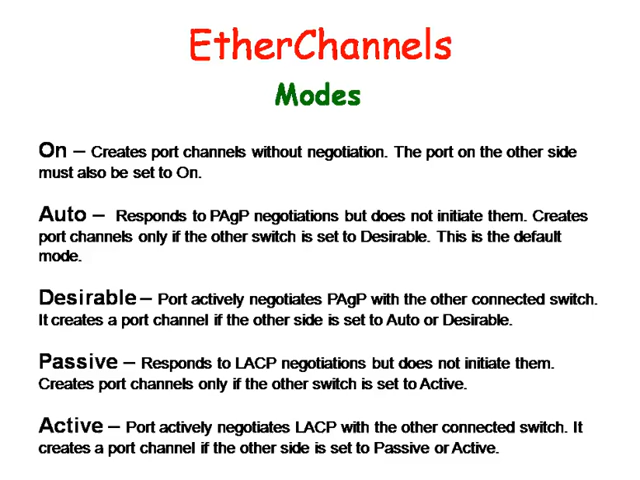 EtherChannels
Modes
On – Creates port channels without negotiation. The port on the other side
must also be set to On.
Auto – Responds to PAgP negotiations but does not initiate them. Creates
port channels only if the other switch is set to Desirable. This is the default
mode.
Desirable – Port actively negotiates PAgP with the other connected switch.
It creates a port channel if the other side is set to Auto or Desirable.
Passive – Responds to LACP negotiations but does not initiate them.
Creates port channels only if the other switch is set to Active.
Active – Port actively negotiates LACP with the other connected switch. It
creates a port channel if the other side is set to Passive or Active.